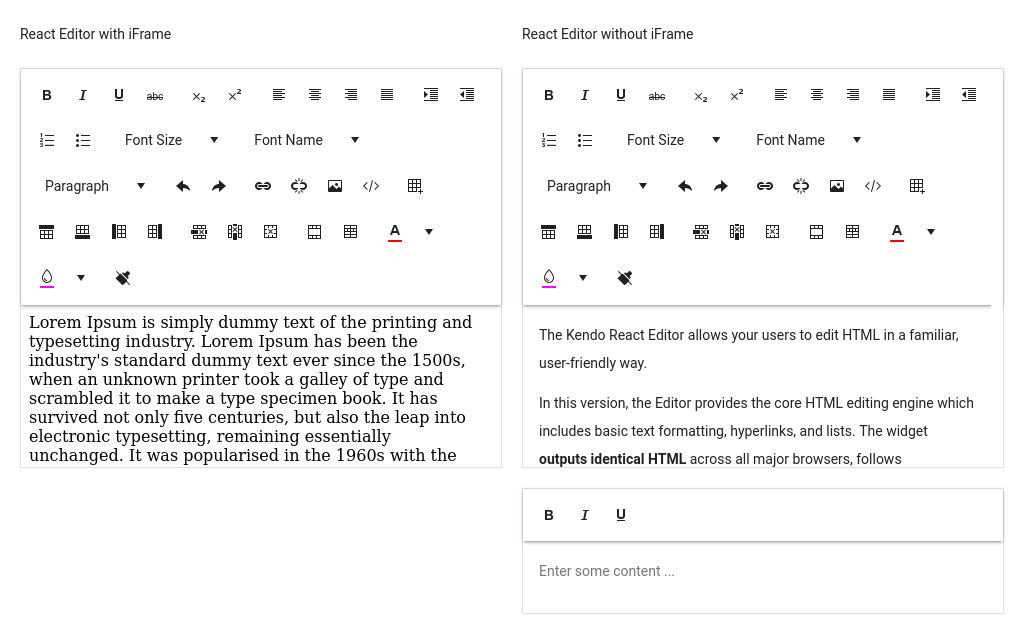 React Editor with iFrame
B I U abc x₂ x²
Font Size Font Name
Paragraph
A
Lorem Ipsum is simply dummy text of the printing and
typesetting industry. Lorem Ipsum has been the
industry's standard dummy text ever since the 1500s,
when an unknown printer took a galley of type and
scrambled it to make a type specimen book. It has
survived not only five centuries, but also the leap into
electronic typesetting, remaining essentially
unchanged. It was popularised in the 1960s with the
React Editor without iFrame
B I U abc x₂ x²
Font Size Font Name
Paragraph
A
The Kendo React Editor allows your users to edit HTML in a familiar,
user-friendly way.
In this version, the Editor provides the core HTML editing engine which
includes basic text formatting, hyperlinks, and lists. The widget
outputs identical HTML across all major browsers, follows
B I U
Enter some content ...